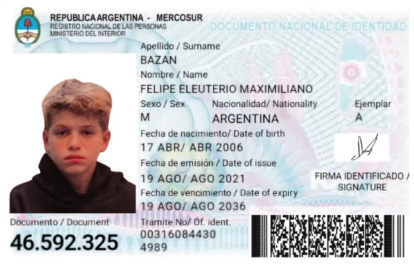 REPUBLICA ARGENTINA - MERCOSUR
REGISTRO NACIONAL DE LAS PERSONAS
MINISTERIO DEL INTERIOR
DOCUMENTO NACIONAL DE IDENTIDAD
Apellido / Surname
BAZAN
Nombre / Name
FELIPE ELEUTERIO MAXIMILIANO
Sexo / Sex Nacionalidad/ Nationality Ejemplar
M ARGENTINA A
Fecha de nacimiento/ Date of birth
17 ABR/ ABR 2006
Fecha de emisión / Date of issue
19 AGO/ AGO 2021
FIRMA IDENTIFICADO /
SIGNATURE
Fecha de vencimiento/ Date of expiry
19 AGO/ AGO 2036
Documento / Document
46.592.325
Tramite No/ Of. ident.
00316084430
4989